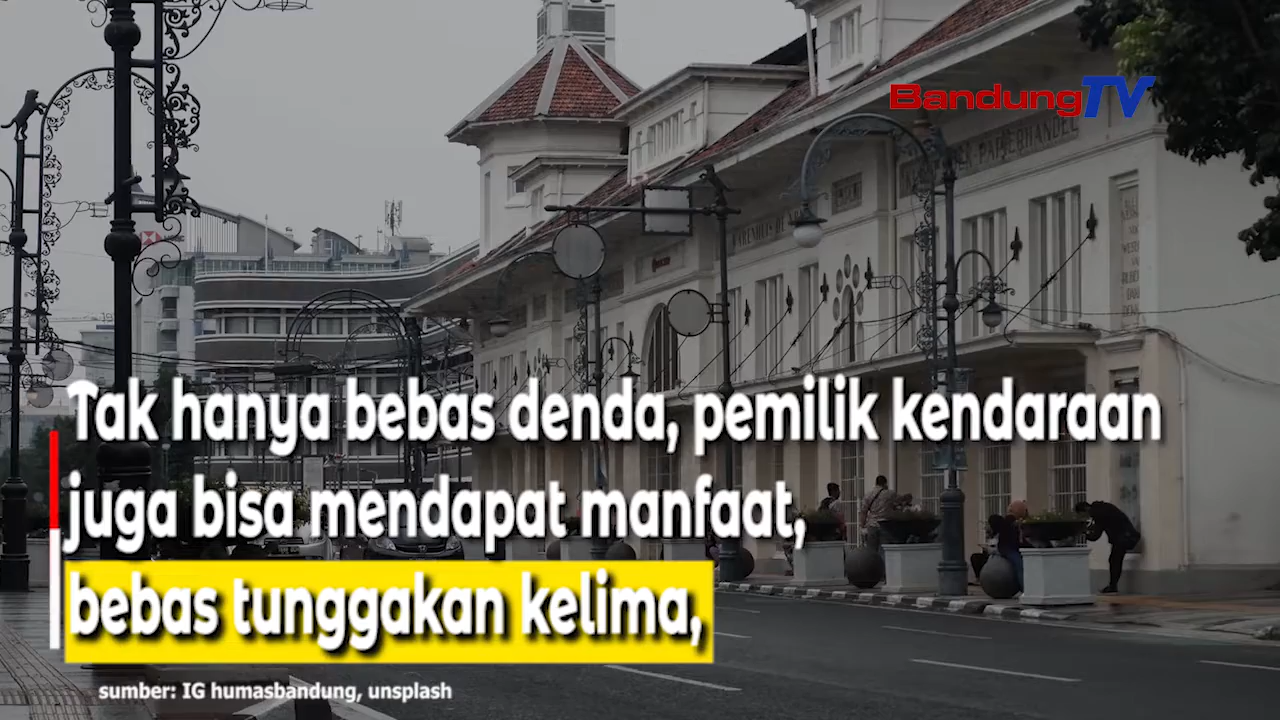 BandungTV
Tak hanya bebas denda, pemilik kendaraan
juga bisa mendapat manfaat,
bebas tunggakan kelima,
sumber: IG humasbandung, unsplash